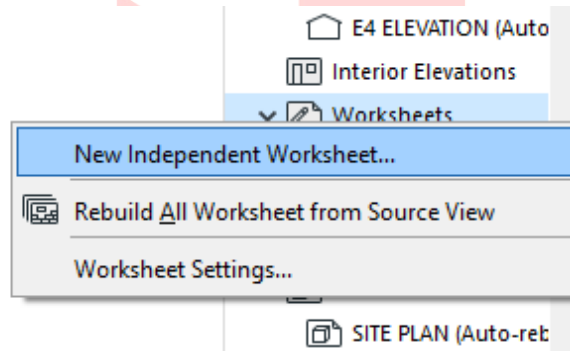 E4 ELEVATION (Auto
Interior Elevations
Worksheets
New Independent Worksheet...
Rebuild All Worksheet from Source View
Worksheet Settings...
SITE PLAN (Auto-reb